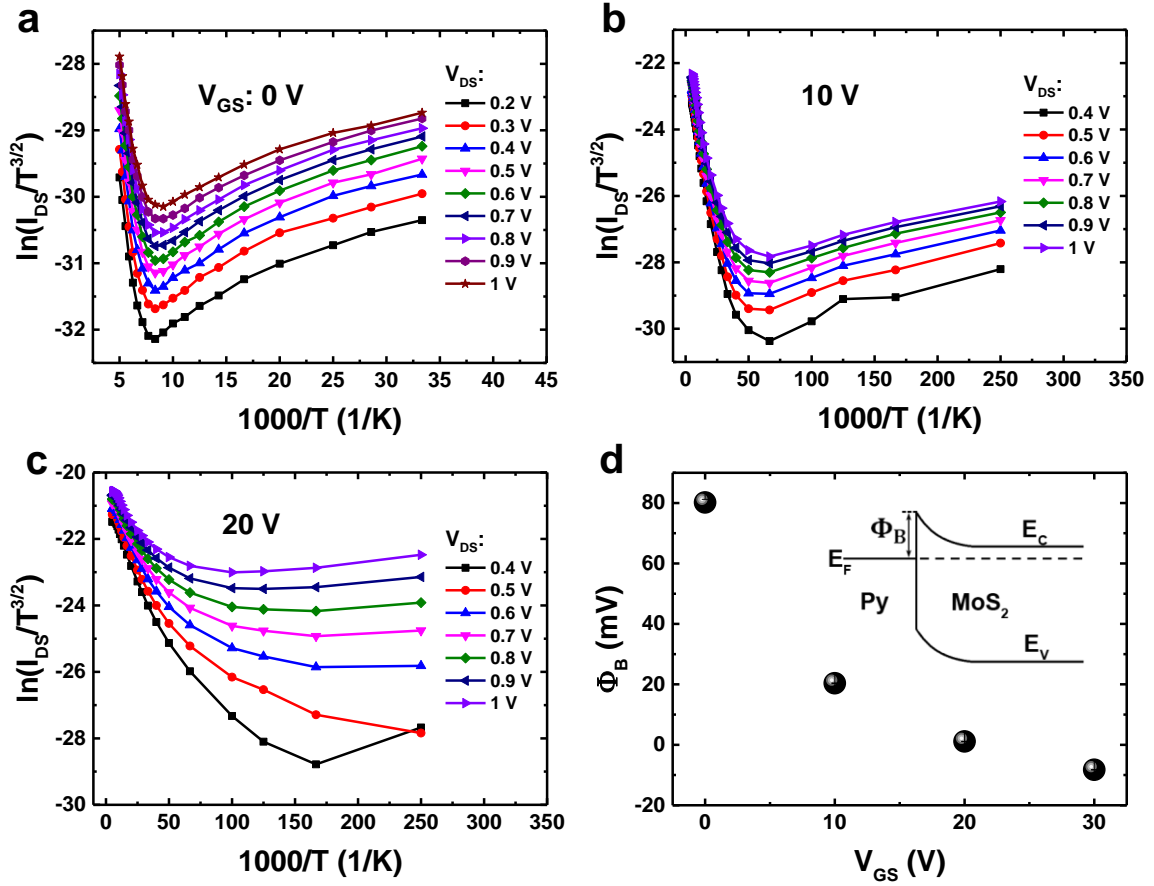 a
ln(I_DS/T^3/2)
-28
-29
-30
-31
-32
V_GS: 0 V
V_DS:
0.2 V
0.3 V
0.4 V
0.5 V
0.6 V
0.7 V
0.8 V
0.9 V
1 V
5 10 15 20 25 30 35 40 45
1000/T (1/K)
b
ln(I_DS/T^3/2)
-22
-24
-26
-28
-30
10 V
V_DS:
0.4 V
0.5 V
0.6 V
0.7 V
0.8 V
0.9 V
1 V
0 50 100 150 200 250 300 350
1000/T (1/K)
c
ln(I_DS/T^3/2)
-20
-22
-24
-26
-28
-30
20 V
V_DS:
0.4 V
0.5 V
0.6 V
0.7 V
0.8 V
0.9 V
1 V
0 50 100 150 200 250 300 350
1000/T (1/K)
d
Φ_B (mV)
80
60
40
20
0
-20
Φ_B
E_C
E_F
Py MoS_2
E_V
0 10 20 30
V_GS (V)